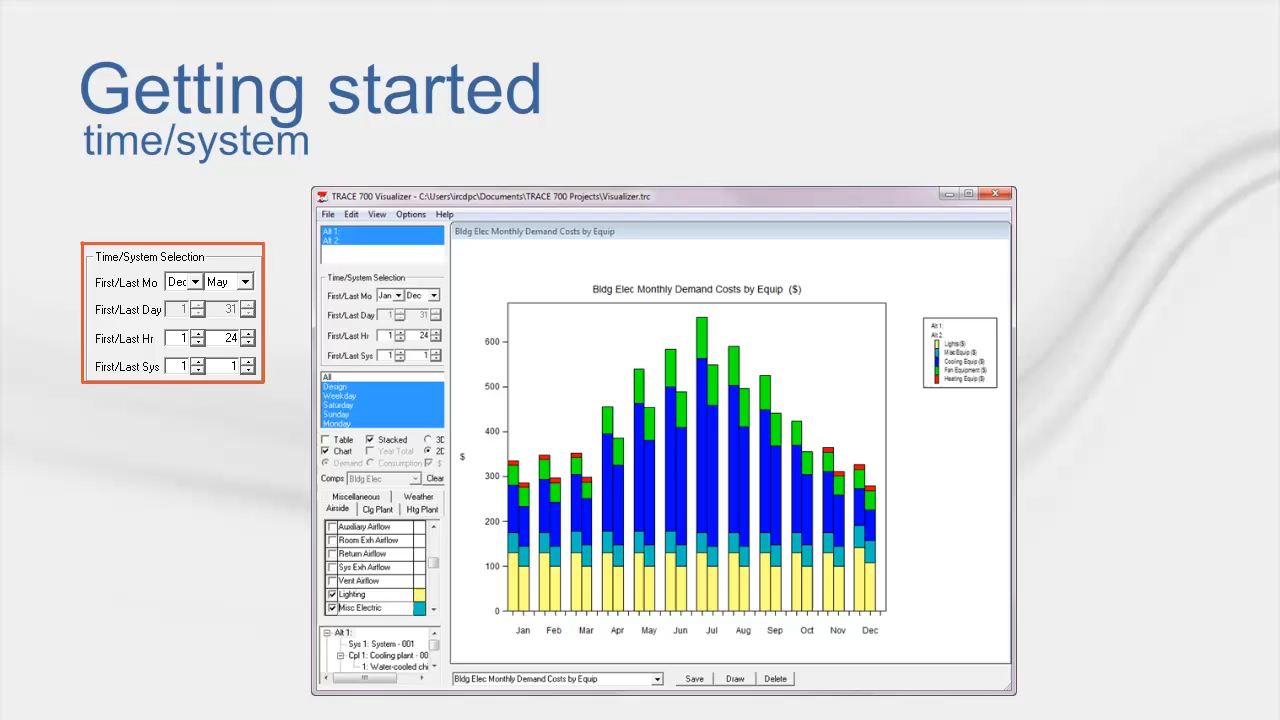 Getting started
time/system
Time/System Selection
First/Last Mo Dec May
First/Last Day 1 31
First/Last Hr 1 24
First/Last Sys 1 1
TRACE 700 Visualizer - C:\Users\ircdpc\Documents\TRACE 700 Projects\Visualizer.trc
File Edit View Options Help
Alt 1:
Alt 2:
Time/System Selection
First/Last Mo Jan Dec
First/Last Day 1 31
First/Last Hr 1 24
First/Last Sys 1 1
All
Design
Weekday
Saturday
Sunday
Monday
Table Stacked 3D
Chart Year Total 2D
Demand Consumption $
Comps Bldg Elec Clear
Miscellaneous Weather
Airside Clg Plant Htg Plant
Auxiliary Airflow
Room Exh Airflow
Return Airflow
Sys Exh Airflow
Vent Airflow
Lighting
Misc Electric
Alt 1:
Sys 1: System - 001
Cpl 1: Cooling plant - 00
1: Water-cooled chi
Bldg Elec Monthly Demand Costs by Equip
Bldg Elec Monthly Demand Costs by Equip ($)
600
500
400
$
300
200
100
0
Jan Feb Mar Apr May Jun Jul Aug Sep Oct Nov Dec
Alt 1:
Alt 2:
Lights ($)
Misc Equip ($)
Cooling Equip ($)
Fan Equipment ($)
Heating Equip ($)
Bldg Elec Monthly Demand Costs by Equip Save Draw Delete